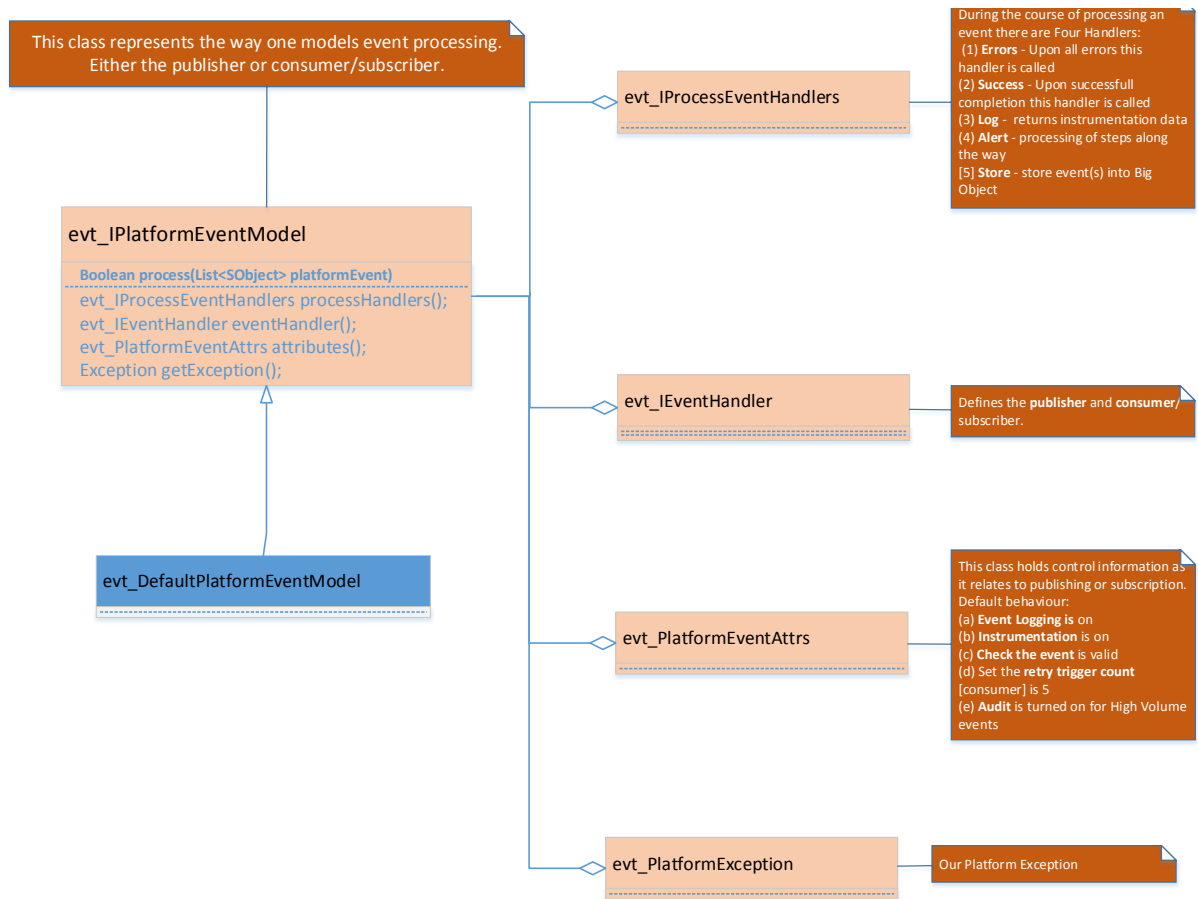 This class represents the way one models event processing.
Either the publisher or consumer/subscriber.
evt_IPlatformEventModel
Boolean process(List<SObject> platformEvent)
evt_IProcessEventHandlers processHandlers();
evt_IEventHandler eventHandler();
evt_PlatformEventAttrs attributes();
Exception getException();
evt_DefaultPlatformEventModel
evt_IProcessEventHandlers
During the course of processing an
event there are Four Handlers:
(1) Errors - Upon all errors this
handler is called
(2) Success - Upon successfull
completion this handler is called
(3) Log - returns instrumentation data
(4) Alert - processing of steps along
the way
[5] Store - store event(s) into Big
Object
evt_IEventHandler
Defines the publisher and consumer/
subscriber.
evt_PlatformEventAttrs
This class holds control information as
it relates to publishing or subscription.
Default behaviour:
(a) Event Logging is on
(b) Instrumentation is on
(c) Check the event is valid
(d) Set the retry trigger count
[consumer] is 5
(e) Audit is turned on for High Volume
events
evt_PlatformException
Our Platform Exception